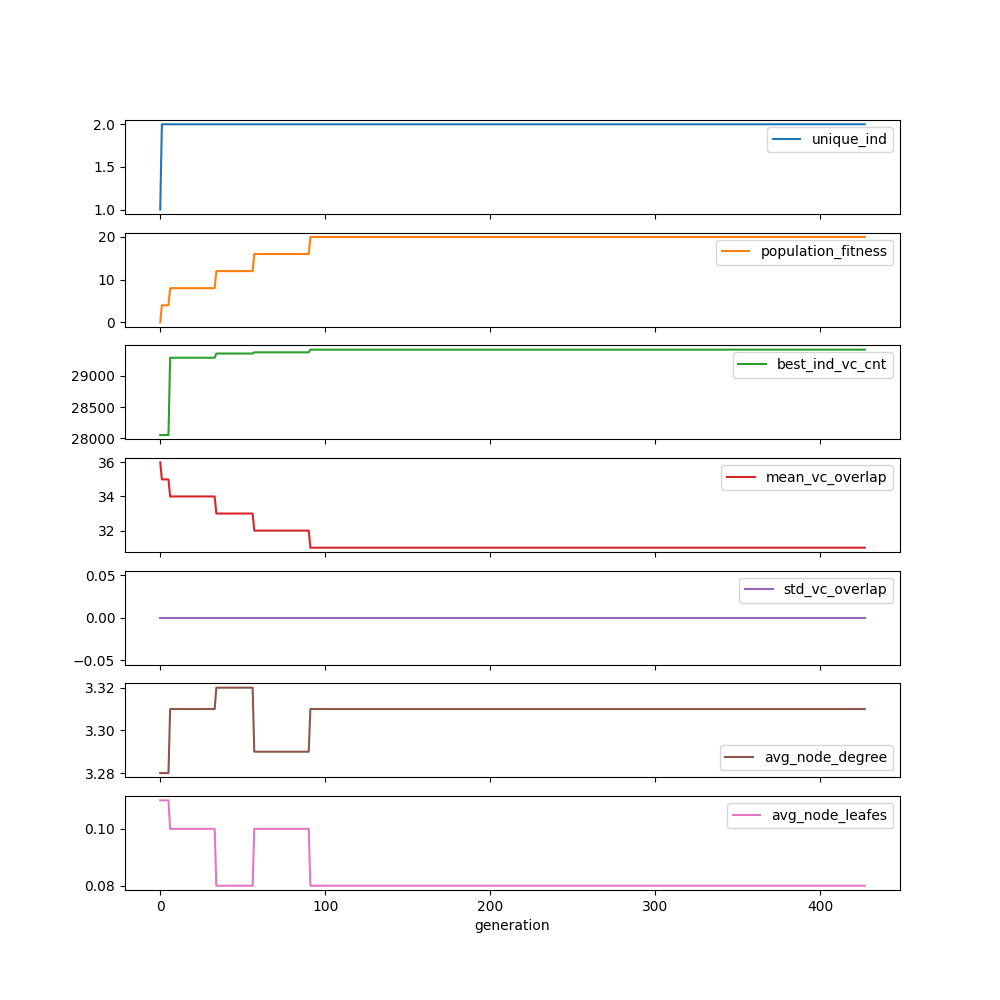 2.0
1.5
1.0
unique_ind
20
10
0
population_fitness
29000
28500
28000
best_ind_vc_cnt
36
34
32
mean_vc_overlap
0.05
0.00
−0.05
std_vc_overlap
3.32
3.30
3.28
avg_node_degree
0.10
0.08
avg_node_leafes
0 100 200 300 400
generation